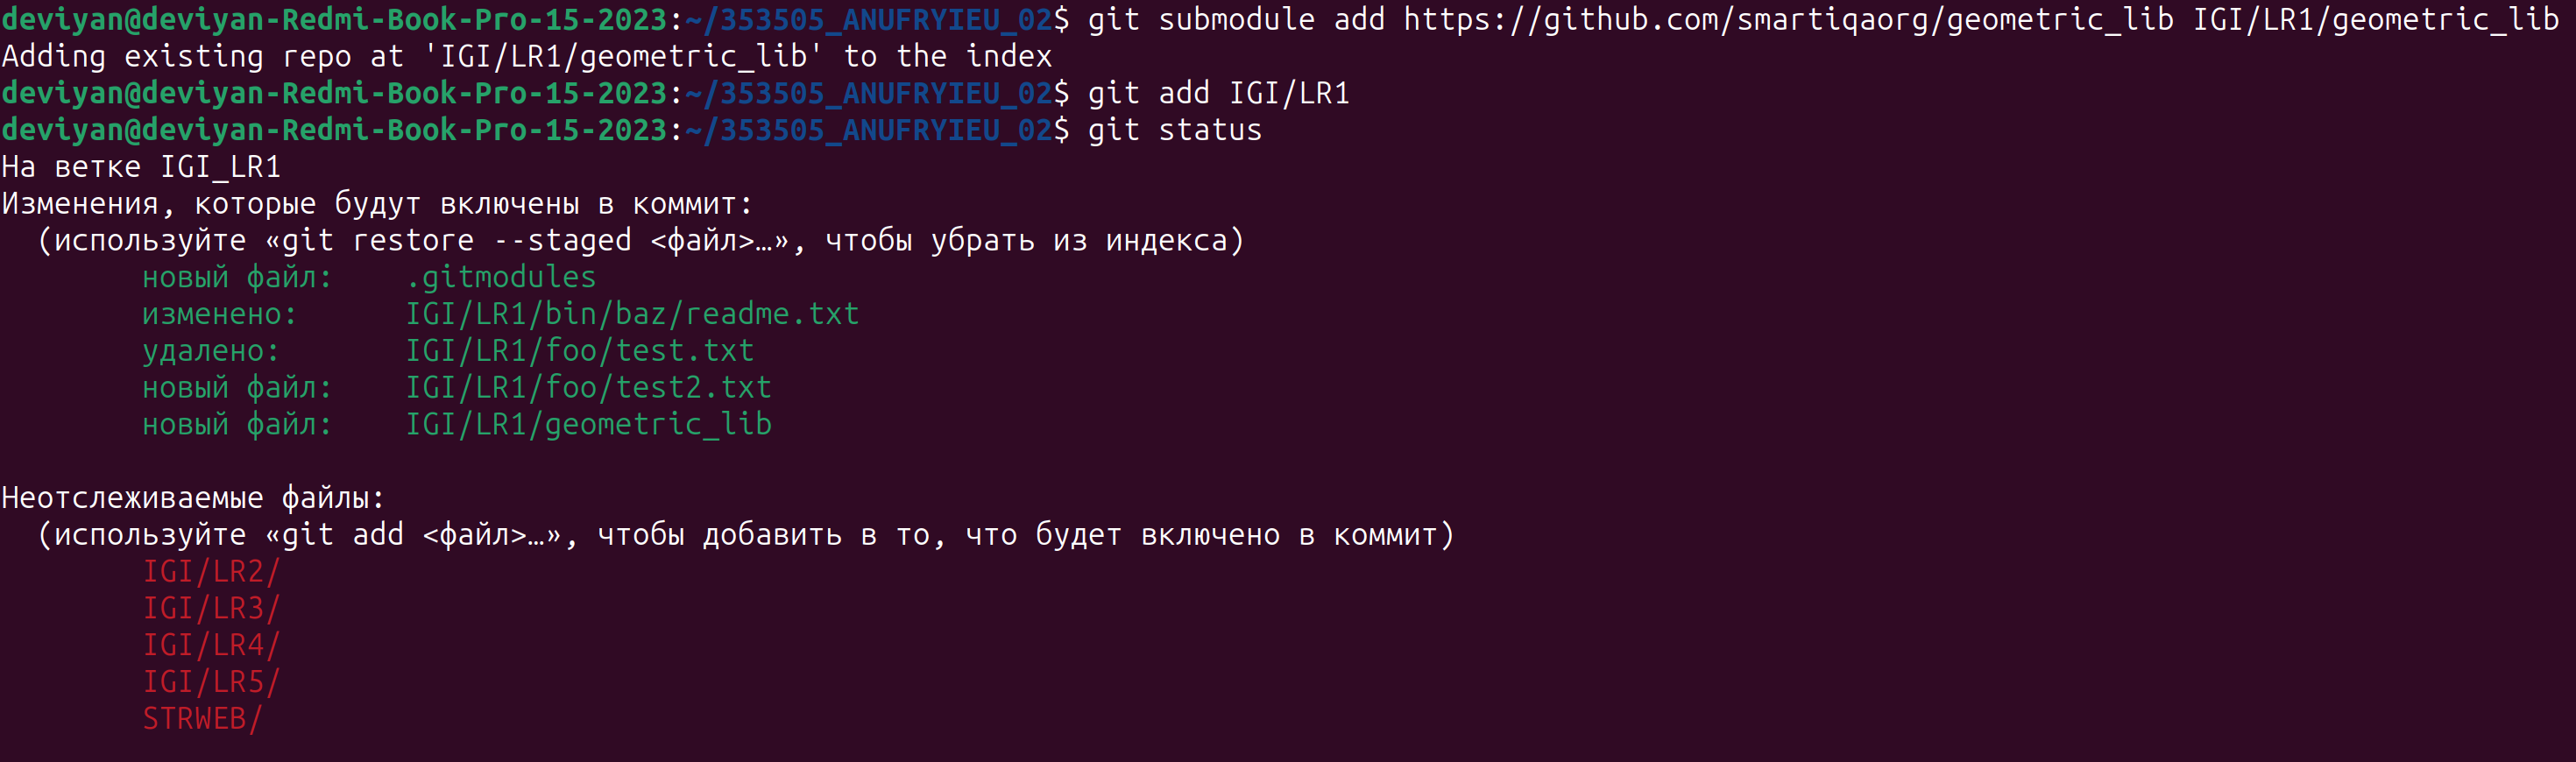 deviyan@deviyan-Redmi-Book-Pro-15-2023:~/353505_ANUFRYIEU_02$ git submodule add https://github.com/smartiqaorg/geometric_lib IGI/LR1/geometric_lib
Adding existing repo at 'IGI/LR1/geometric_lib' to the index
deviyan@deviyan-Redmi-Book-Pro-15-2023:~/353505_ANUFRYIEU_02$ git add IGI/LR1
deviyan@deviyan-Redmi-Book-Pro-15-2023:~/353505_ANUFRYIEU_02$ git status
На ветке IGI_LR1
Изменения, которые будут включены в коммит:
  (используйте «git restore --staged <файл>…», чтобы убрать из индекса)
        новый файл:    .gitmodules
        изменено:      IGI/LR1/bin/baz/readme.txt
        удалено:       IGI/LR1/foo/test.txt
        новый файл:    IGI/LR1/foo/test2.txt
        новый файл:    IGI/LR1/geometric_lib

Неотслеживаемые файлы:
  (используйте «git add <файл>…», чтобы добавить в то, что будет включено в коммит)
        IGI/LR2/
        IGI/LR3/
        IGI/LR4/
        IGI/LR5/
        STRWEB/